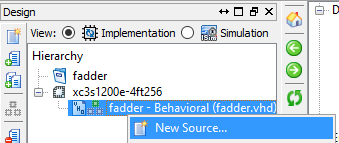 Design
View: Implementation Simulation
Hierarchy
fadder
xc3s1200e-4ft256
fadder - Behavioral (fadder.vhd)
New Source...